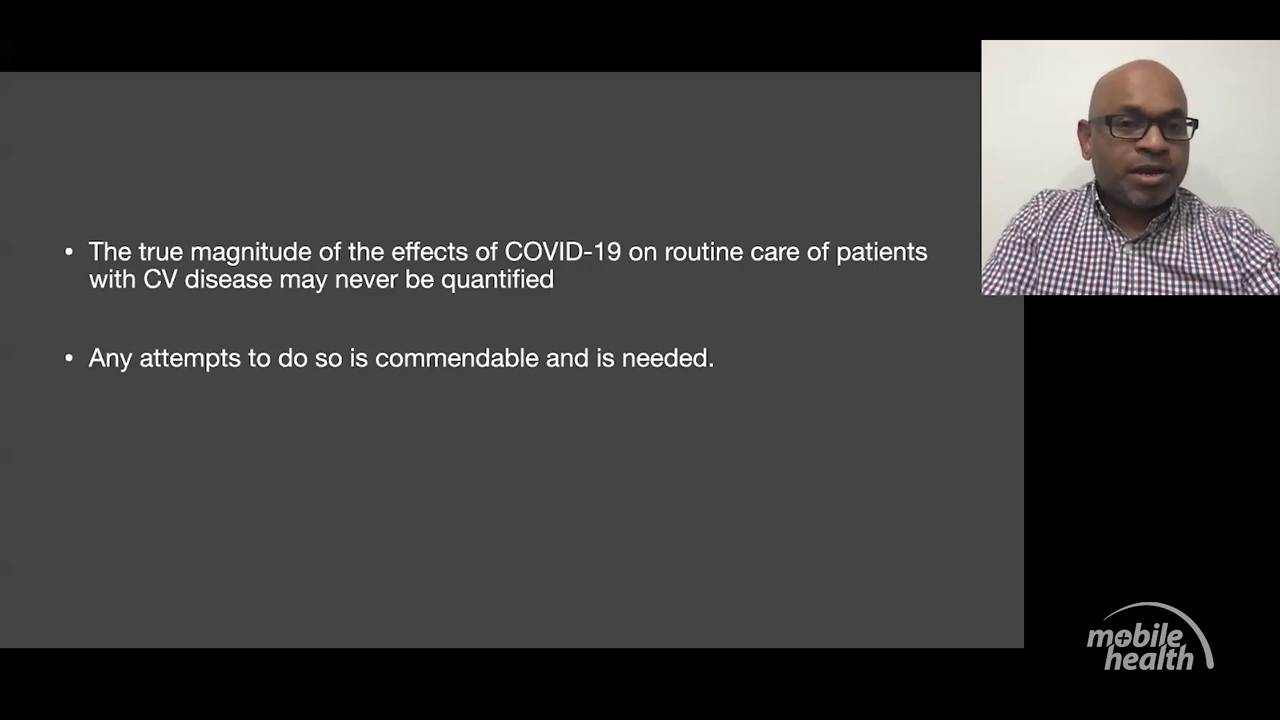 • The true magnitude of the effects of COVID-19 on routine care of patients
with CV disease may never be quantified
• Any attempts to do so is commendable and is needed.
mobile
health